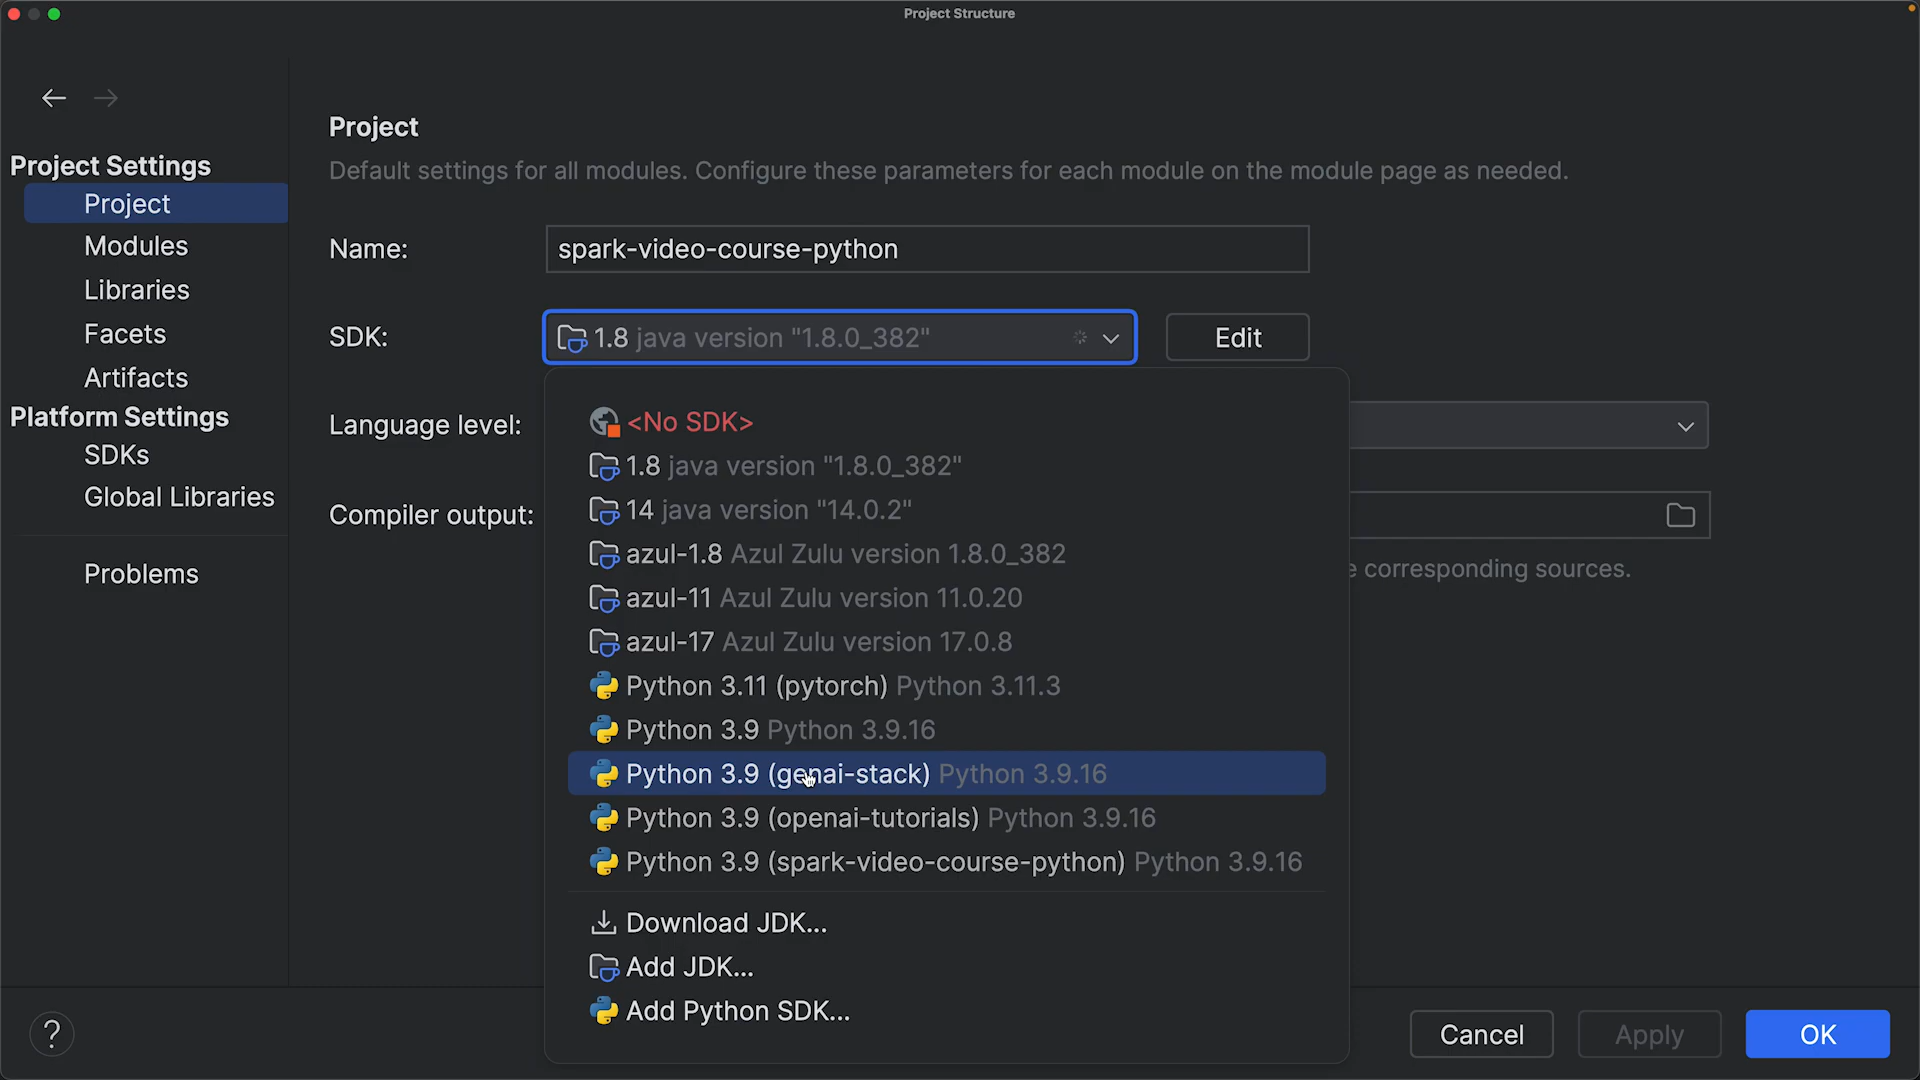 Project Structure
Project Settings
Project
Modules
Libraries
Facets
Artifacts
Platform Settings
SDKs
Global Libraries
Problems
Project
Default settings for all modules. Configure these parameters for each module on the module page as needed.
Name: spark-video-course-python
SDK: 1.8 java version "1.8.0_382" Edit
Language level:
Compiler output:
corresponding sources.
<No SDK>
1.8 java version "1.8.0_382"
14 java version "14.0.2"
azul-1.8 Azul Zulu version 1.8.0_382
azul-11 Azul Zulu version 11.0.20
azul-17 Azul Zulu version 17.0.8
Python 3.11 (pytorch) Python 3.11.3
Python 3.9 Python 3.9.16
Python 3.9 (genai-stack) Python 3.9.16
Python 3.9 (openai-tutorials) Python 3.9.16
Python 3.9 (spark-video-course-python) Python 3.9.16
Download JDK...
Add JDK...
Add Python SDK...
?
Cancel Apply OK